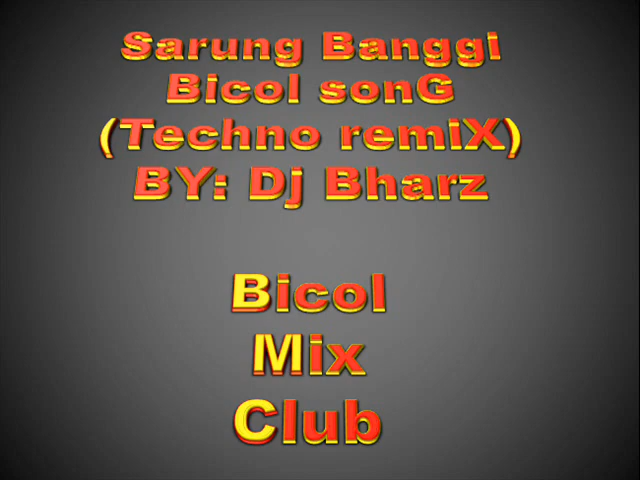 Sarung Banggi
Bicol sonG
(Techno remiX)
BY: Dj Bharz
Bicol
Mix
Club